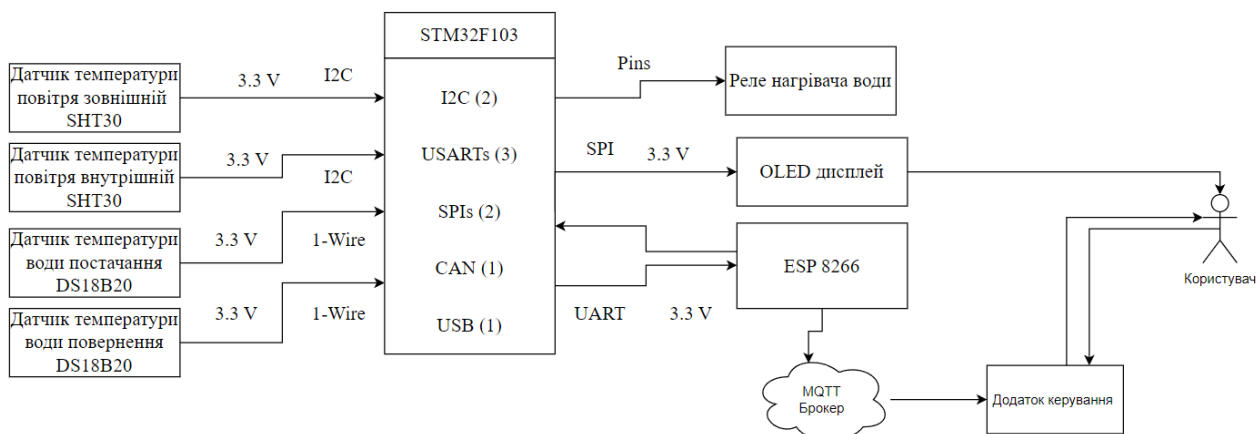 Датчик температури
повітря зовнішній
SHT30
3.3 V
I2C
Датчик температури
повітря внутрішній
SHT30
3.3 V
I2C
Датчик температури
води постачання
DS18B20
3.3 V
1-Wire
Датчик температури
води повернення
DS18B20
3.3 V
1-Wire
STM32F103
I2C (2)
USARTs (3)
SPIs (2)
CAN (1)
USB (1)
Pins
Реле нагрівача води
SPI
3.3 V
OLED дисплей
ESP 8266
UART
3.3 V
MQTT
Брокер
Додаток керування
Користувач